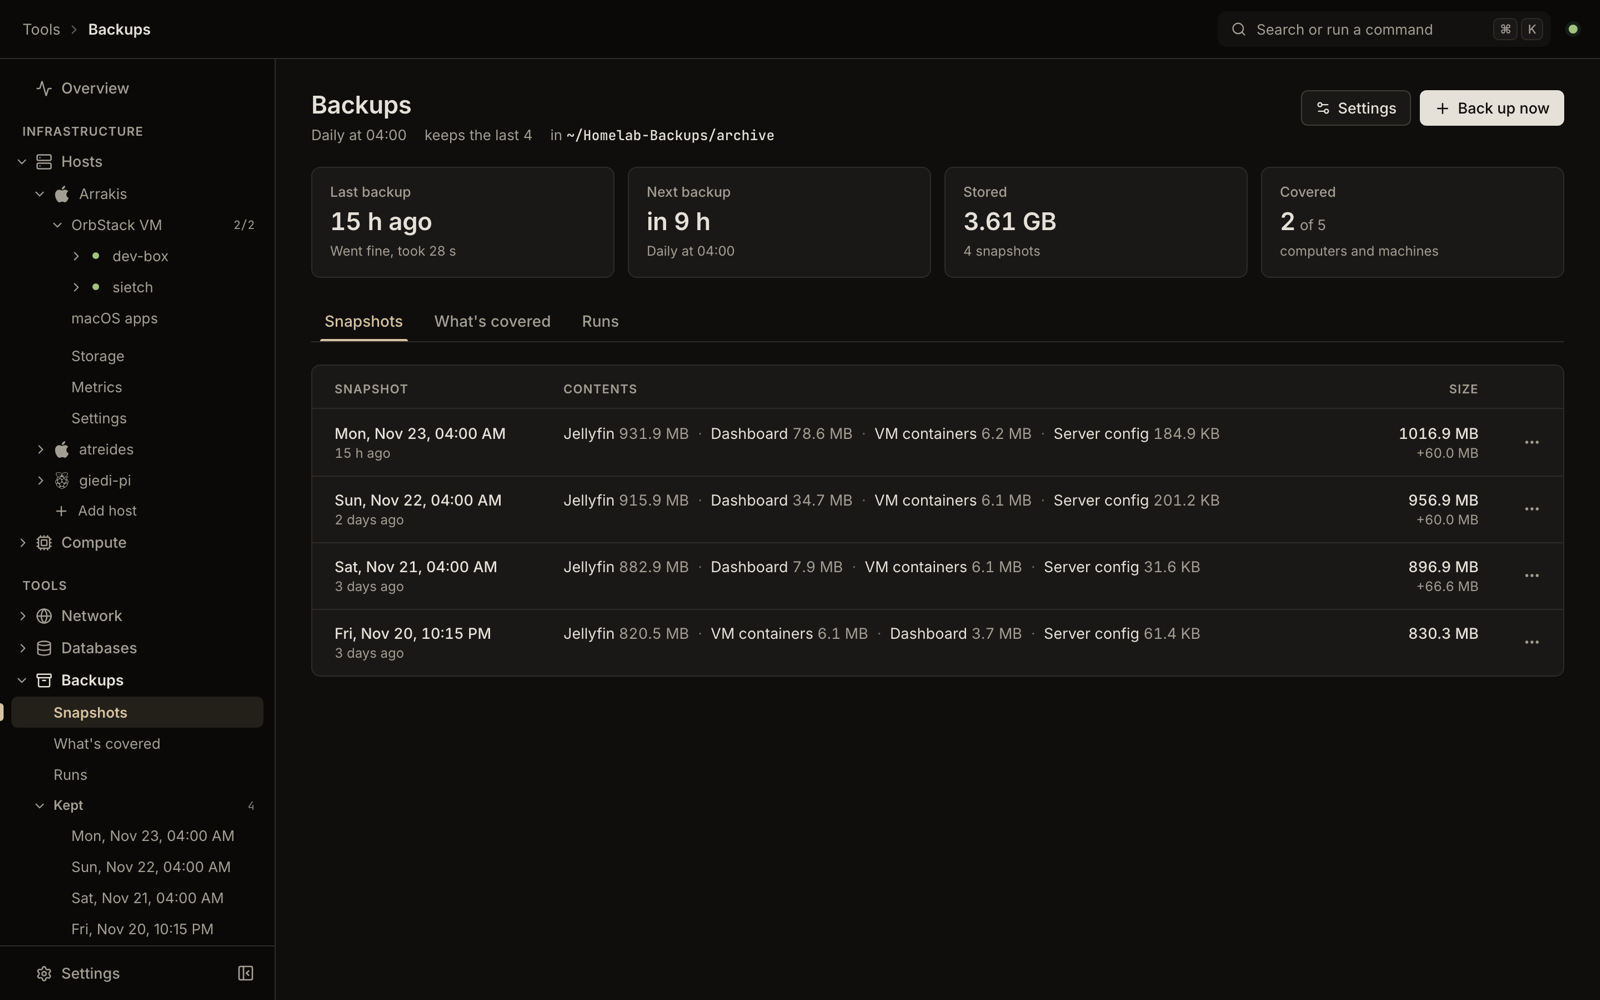 Tools > Backups
Search or run a command ⌘ K
Overview
INFRASTRUCTURE
Hosts
Arrakis
OrbStack VM 2/2
dev-box
sietch
macOS apps
Storage
Metrics
Settings
atreides
giedi-pi
+ Add host
Compute
TOOLS
Network
Databases
Backups
Snapshots
What's covered
Runs
Kept 4
Mon, Nov 23, 04:00 AM
Sun, Nov 22, 04:00 AM
Sat, Nov 21, 04:00 AM
Fri, Nov 20, 10:15 PM
Settings
Backups
Daily at 04:00 keeps the last 4 in ~/Homelab-Backups/archive
Settings
+ Back up now
Last backup
15 h ago
Went fine, took 28 s
Next backup
in 9 h
Daily at 04:00
Stored
3.61 GB
4 snapshots
Covered
2 of 5
computers and machines
Snapshots What's covered Runs
SNAPSHOT CONTENTS SIZE
Mon, Nov 23, 04:00 AM Jellyfin 931.9 MB · Dashboard 78.6 MB · VM containers 6.2 MB · Server config 184.9 KB 1016.9 MB
15 h ago +60.0 MB
Sun, Nov 22, 04:00 AM Jellyfin 915.9 MB · Dashboard 34.7 MB · VM containers 6.1 MB · Server config 201.2 KB 956.9 MB
2 days ago +60.0 MB
Sat, Nov 21, 04:00 AM Jellyfin 882.9 MB · Dashboard 7.9 MB · VM containers 6.1 MB · Server config 31.6 KB 896.9 MB
3 days ago +66.6 MB
Fri, Nov 20, 10:15 PM Jellyfin 820.5 MB · VM containers 6.1 MB · Dashboard 3.7 MB · Server config 61.4 KB 830.3 MB
3 days ago